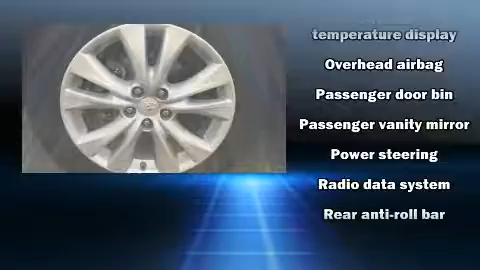 temperature display
Overhead airbag
Passenger door bin
Passenger vanity mirror
Power steering
Radio data system
Rear anti-roll bar